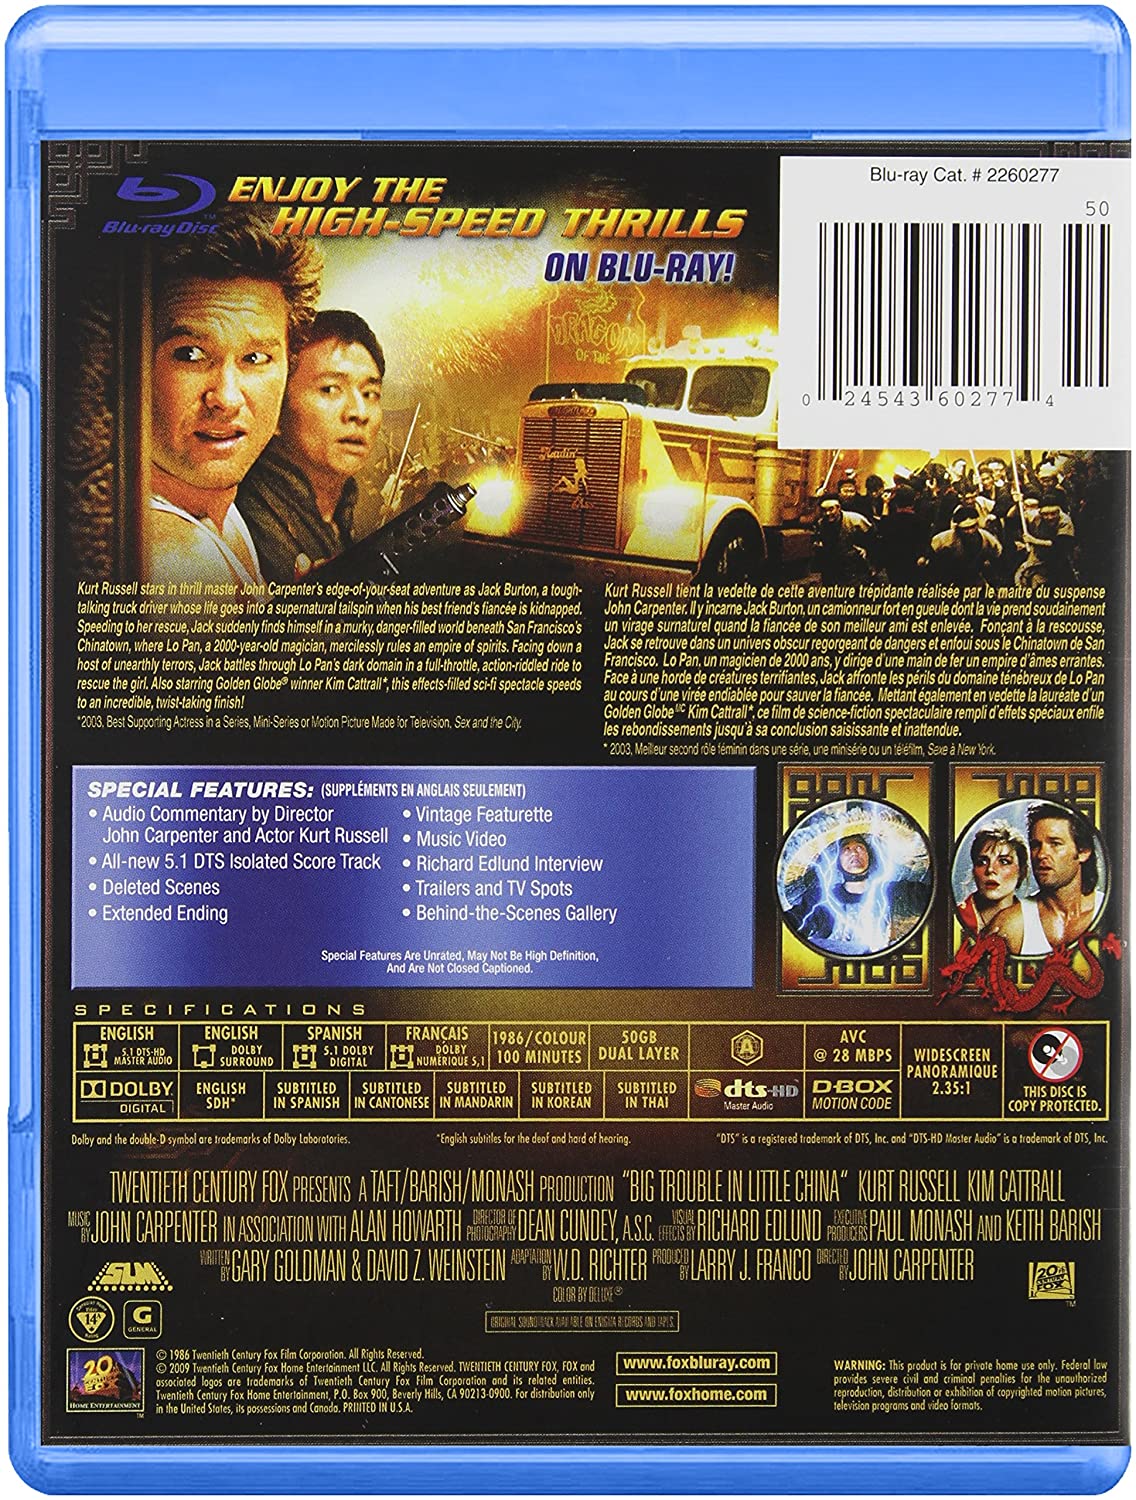 Blu-ray Cat. # 2260277
50
0 24543 60277 4
Blu-ray Disc
TM
ENJOY THE
HIGH-SPEED THRILLS
ON BLU-RAY!
DRAGON
OF THE
Kurt Russell stars in thrill master John Carpenter's edge-of-your-seat adventure as Jack Burton, a tough-
talking truck driver whose life goes into a supernatural tailspin when his best friend's fiancée is kidnapped.
Speeding to her rescue, Jack suddenly finds himself in a murky, danger-filled world beneath San Francisco's
Chinatown, where Lo Pan, a 2000-year-old magician, mercilessly rules an empire of spirits. Facing down a
host of unearthly terrors, Jack battles through Lo Pan's dark domain in a full-throttle, action-riddled ride to
rescue the girl. Also starring Golden Globe® winner Kim Cattrall*, this effects-filled sci-fi spectacle speeds
to an incredible, twist-taking finish!
*2003, Best Supporting Actress in a Series, Mini-Series or Motion Picture Made for Television, Sex and the City.
Kurt Russell tient la vedette de cette aventure trépidante réalisée par le maître du suspense
John Carpenter. Il y incarne Jack Burton, un camionneur fort en gueule dont la vie prend soudainement
un virage surnaturel quand la fiancée de son meilleur ami est enlevée. Fonçant à la rescousse,
Jack se retrouve dans un univers obscur regorgeant de dangers et enfoui sous le Chinatown de San
Francisco. Lo Pan, un magicien de 2000 ans, y dirige d'une main de fer un empire d'âmes errantes.
Face à une horde de créatures terrifiantes, Jack affronte les périls du domaine ténébreux de Lo Pan
au cours d'une virée endiablée pour sauver la fiancée. Mettant également en vedette la lauréate d'un
Golden Globe MC Kim Cattrall*, ce film de science-fiction spectaculaire rempli d'effets spéciaux enfile
les rebondissements jusqu'à sa conclusion saisissante et inattendue.
* 2003, Meilleur second rôle féminin dans une série, une minisérie ou un téléfilm, Sexe à New York.
SPECIAL FEATURES: (SUPPLÉMENTS EN ANGLAIS SEULEMENT)
• Audio Commentary by Director
John Carpenter and Actor Kurt Russell
• All-new 5.1 DTS Isolated Score Track
• Deleted Scenes
• Extended Ending
• Vintage Featurette
• Music Video
• Richard Edlund Interview
• Trailers and TV Spots
• Behind-the-Scenes Gallery
Special Features Are Unrated, May Not Be High Definition,
And Are Not Closed Captioned.
SPECIFICATIONS
ENGLISH 5.1 DTS-HD MASTER AUDIO
ENGLISH DOLBY SURROUND
SPANISH 5.1 DOLBY DIGITAL
FRANÇAIS DOLBY NUMÉRIQUE 5,1
1986/COLOUR 100 MINUTES
50GB DUAL LAYER
A
AVC @ 28 MBPS
WIDESCREEN PANORAMIQUE 2.35:1
THIS DISC IS COPY PROTECTED.
DOLBY DIGITAL
ENGLISH SDH*
SUBTITLED IN SPANISH
SUBTITLED IN CANTONESE
SUBTITLED IN MANDARIN
SUBTITLED IN KOREAN
SUBTITLED IN THAI
dts-HD Master Audio
D-BOX MOTION CODE
Dolby and the double-D symbol are trademarks of Dolby Laboratories.
*English subtitles for the deaf and hard of hearing.
"DTS" is a registered trademark of DTS, Inc. and "DTS-HD Master Audio" is a trademark of DTS, Inc.
TWENTIETH CENTURY FOX PRESENTS A TAFT/BARISH/MONASH PRODUCTION "BIG TROUBLE IN LITTLE CHINA" KURT RUSSELL KIM CATTRALL
MUSIC BY JOHN CARPENTER IN ASSOCIATION WITH ALAN HOWARTH DIRECTOR OF PHOTOGRAPHY DEAN CUNDEY, A.S.C. VISUAL EFFECTS BY RICHARD EDLUND EXECUTIVE PRODUCERS PAUL MONASH AND KEITH BARISH
WRITTEN BY GARY GOLDMAN & DAVID Z. WEINSTEIN ADAPTATION BY W.D. RICHTER PRODUCED BY LARRY J. FRANCO DIRECTED BY JOHN CARPENTER
COLOR BY DELUXE®
ORIGINAL SOUNDTRACK AVAILABLE ON ENIGMA RECORDS AND TAPES.
SLM
14A
G
GENERAL
20TH CENTURY FOX
TM
20TH CENTURY FOX
HOME ENTERTAINMENT
TM
© 1986 Twentieth Century Fox Film Corporation. All Rights Reserved.
© 2009 Twentieth Century Fox Home Entertainment LLC. All Rights Reserved. TWENTIETH CENTURY FOX, FOX and
associated logos are trademarks of Twentieth Century Fox Film Corporation and its related entities.
Twentieth Century Fox Home Entertainment, P.O. Box 900, Beverly Hills, CA 90213-0900. For distribution only
in the United States, its possessions and Canada. PRINTED IN U.S.A.
www.foxbluray.com
www.foxhome.com
WARNING: This product is for private home use only. Federal law
provides severe civil and criminal penalties for the unauthorized
reproduction, distribution or exhibition of copyrighted motion pictures,
television programs and video formats.